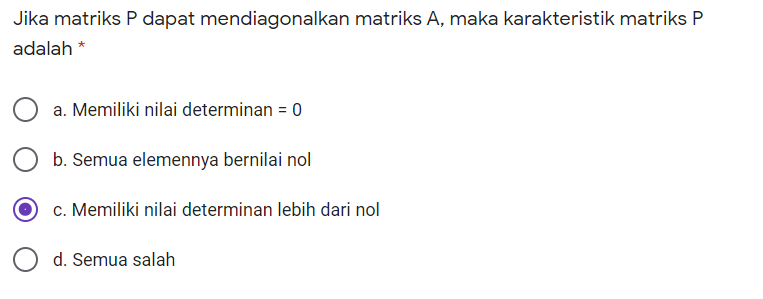 Jika matriks P dapat mendiagonalkan matriks A, maka karakteristik matriks P
adalah *
a. Memiliki nilai determinan = 0
b. Semua elemennya bernilai nol
c. Memiliki nilai determinan lebih dari nol
d. Semua salah